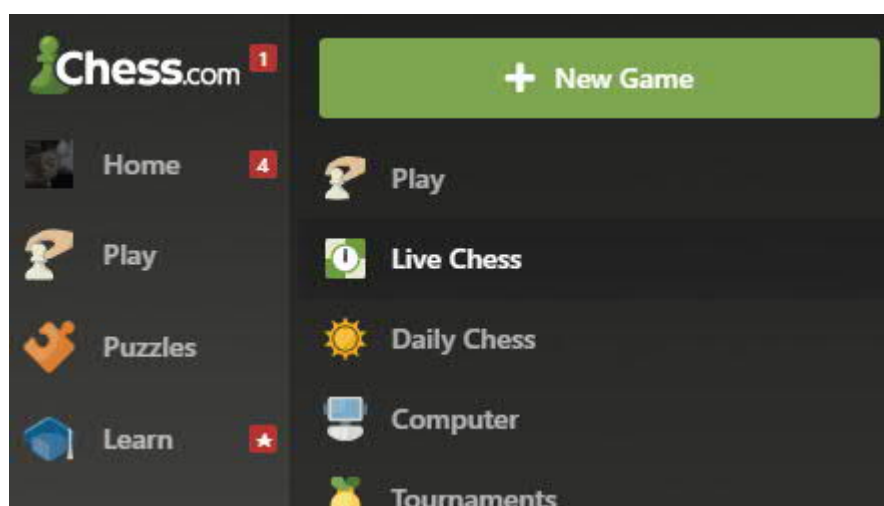 Chess.com 1
Home 4
Play
Puzzles
Learn
New Game
Play
Live Chess
Daily Chess
Computer
Tournaments